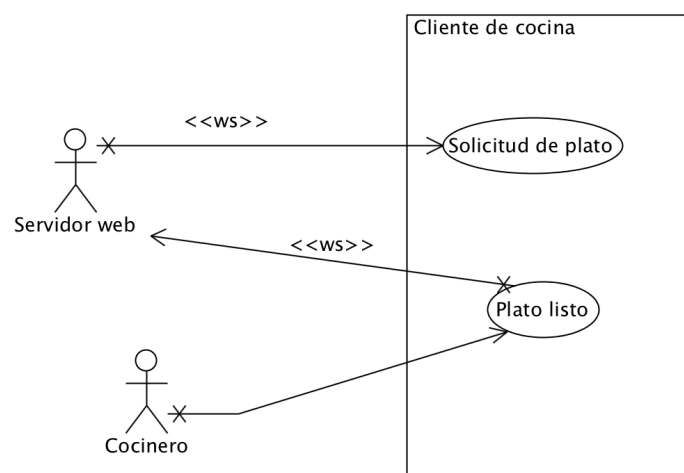 Cliente de cocina
<<ws>>
Solicitud de plato
Servidor web
<<ws>>
Plato listo
Cocinero